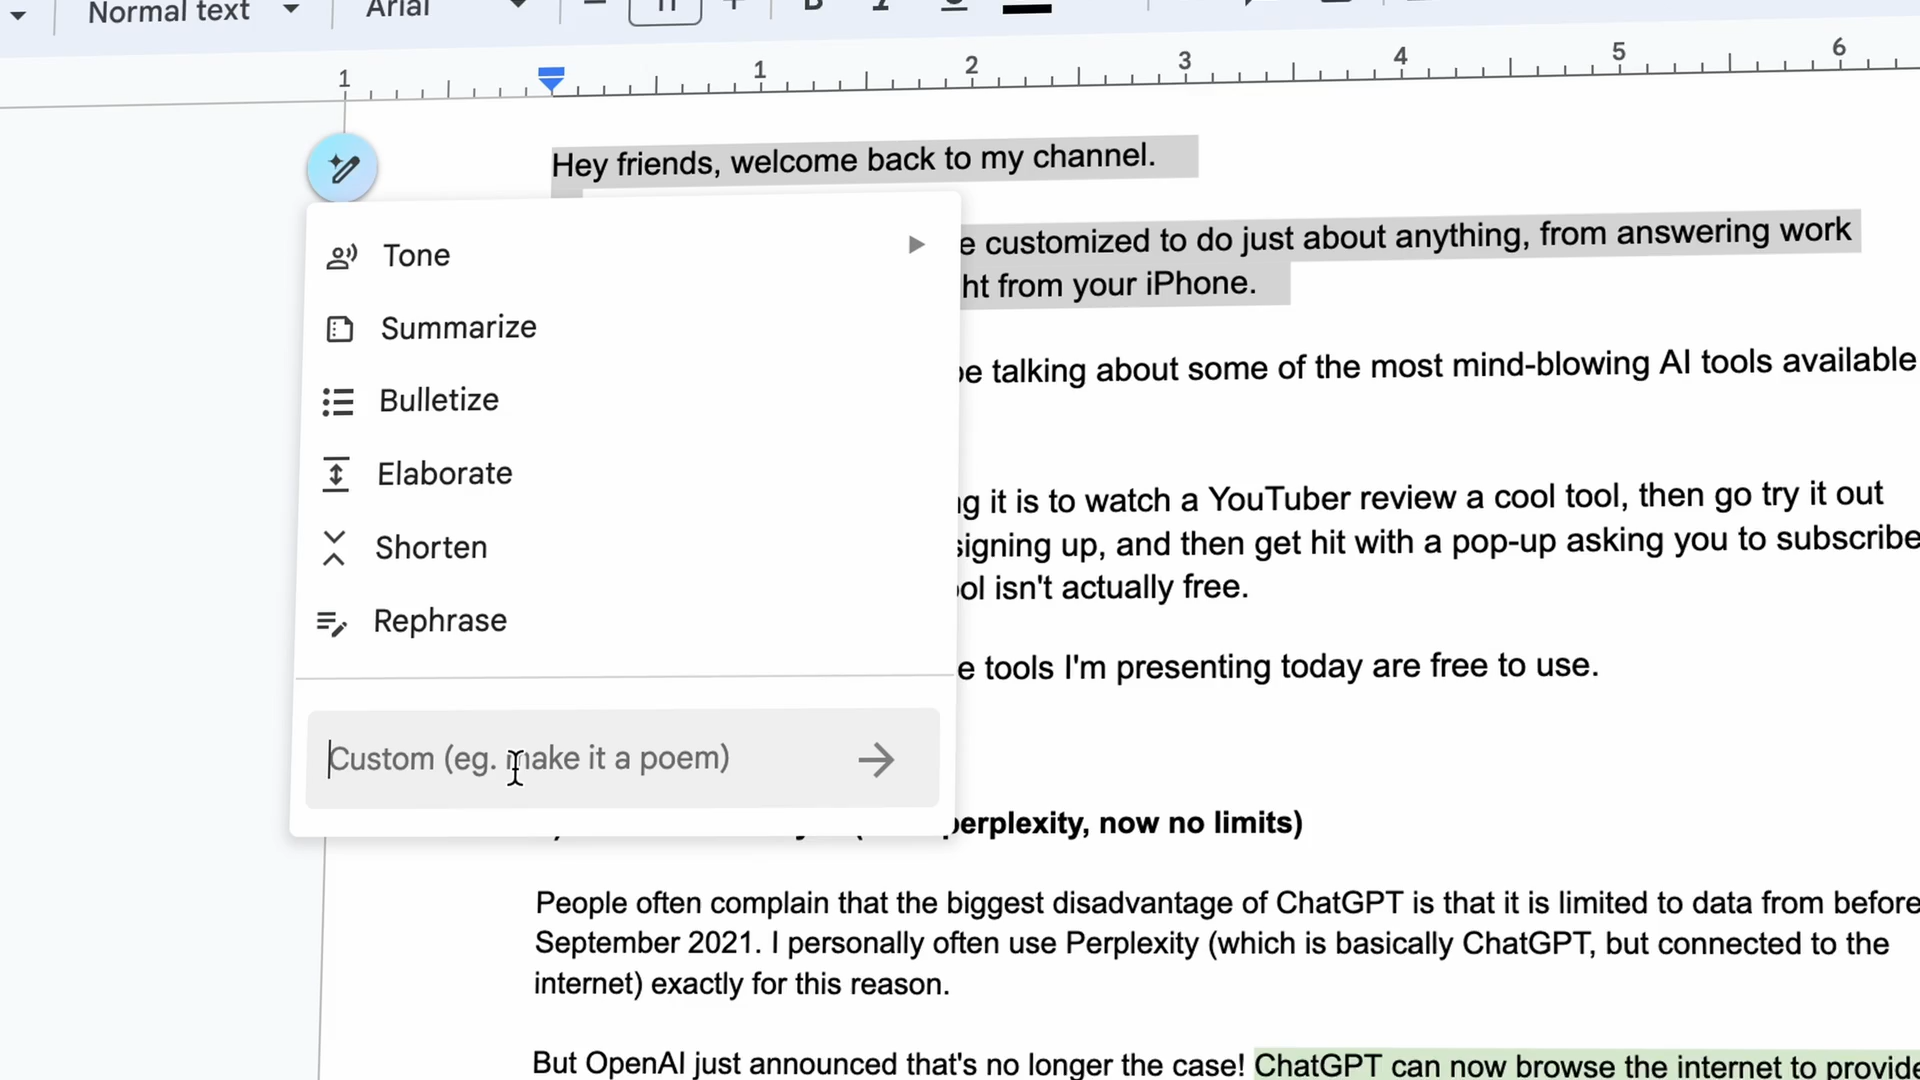 Normal text
Arial
11
B I U
1 1 2 3 4 5 6
Hey friends, welcome back to my channel.
customized to do just about anything, from answering work
from your iPhone.
talking about some of the most mind-blowing AI tools available
it is to watch a YouTuber review a cool tool, then go try it out
signing up, and then get hit with a pop-up asking you to subscribe
isn't actually free.
tools I'm presenting today are free to use.
Tone
Summarize
Bulletize
Elaborate
Shorten
Rephrase
Custom (eg. make it a poem)
perplexity, now no limits)
People often complain that the biggest disadvantage of ChatGPT is that it is limited to data from before
September 2021. I personally often use Perplexity (which is basically ChatGPT, but connected to the
internet) exactly for this reason.
But OpenAI just announced that's no longer the case! ChatGPT can now browse the internet to provide